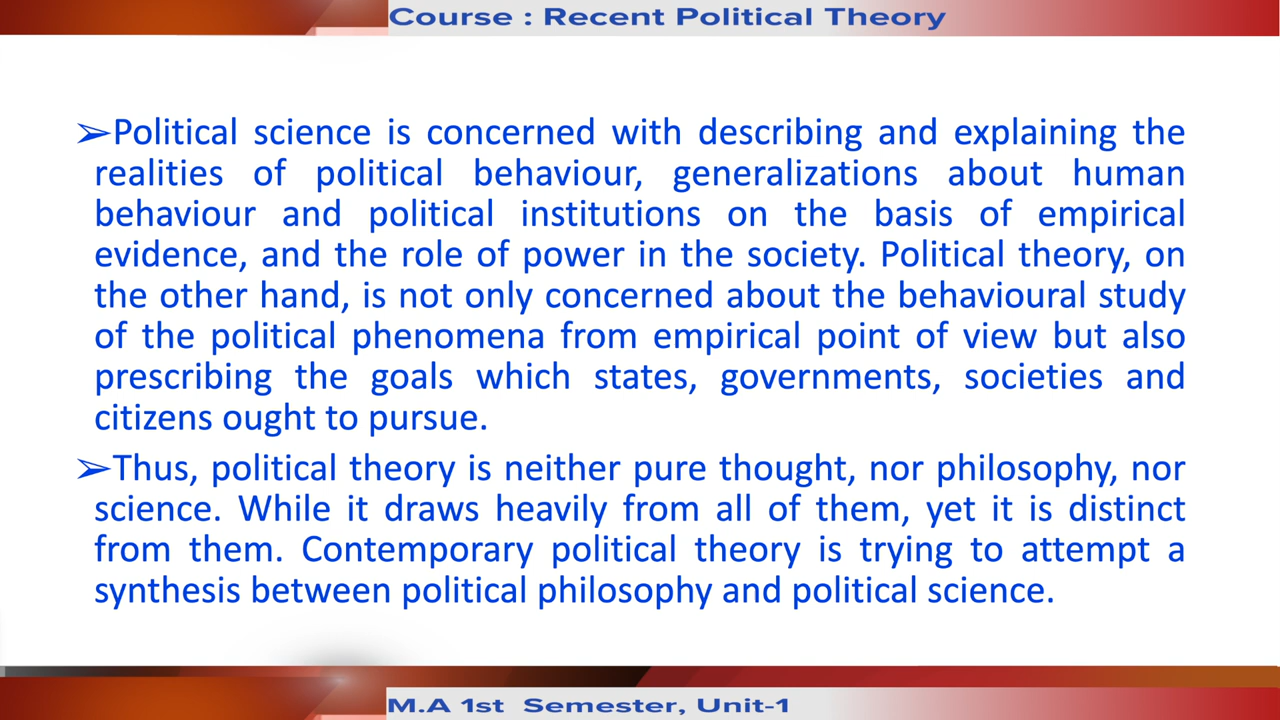 Course : Recent Political Theory
➢Political science is concerned with describing and explaining the
realities of political behaviour, generalizations about human
behaviour and political institutions on the basis of empirical
evidence, and the role of power in the society. Political theory, on
the other hand, is not only concerned about the behavioural study
of the political phenomena from empirical point of view but also
prescribing the goals which states, governments, societies and
citizens ought to pursue.
➢Thus, political theory is neither pure thought, nor philosophy, nor
science. While it draws heavily from all of them, yet it is distinct
from them. Contemporary political theory is trying to attempt a
synthesis between political philosophy and political science.
M.A 1st Semester, Unit-1